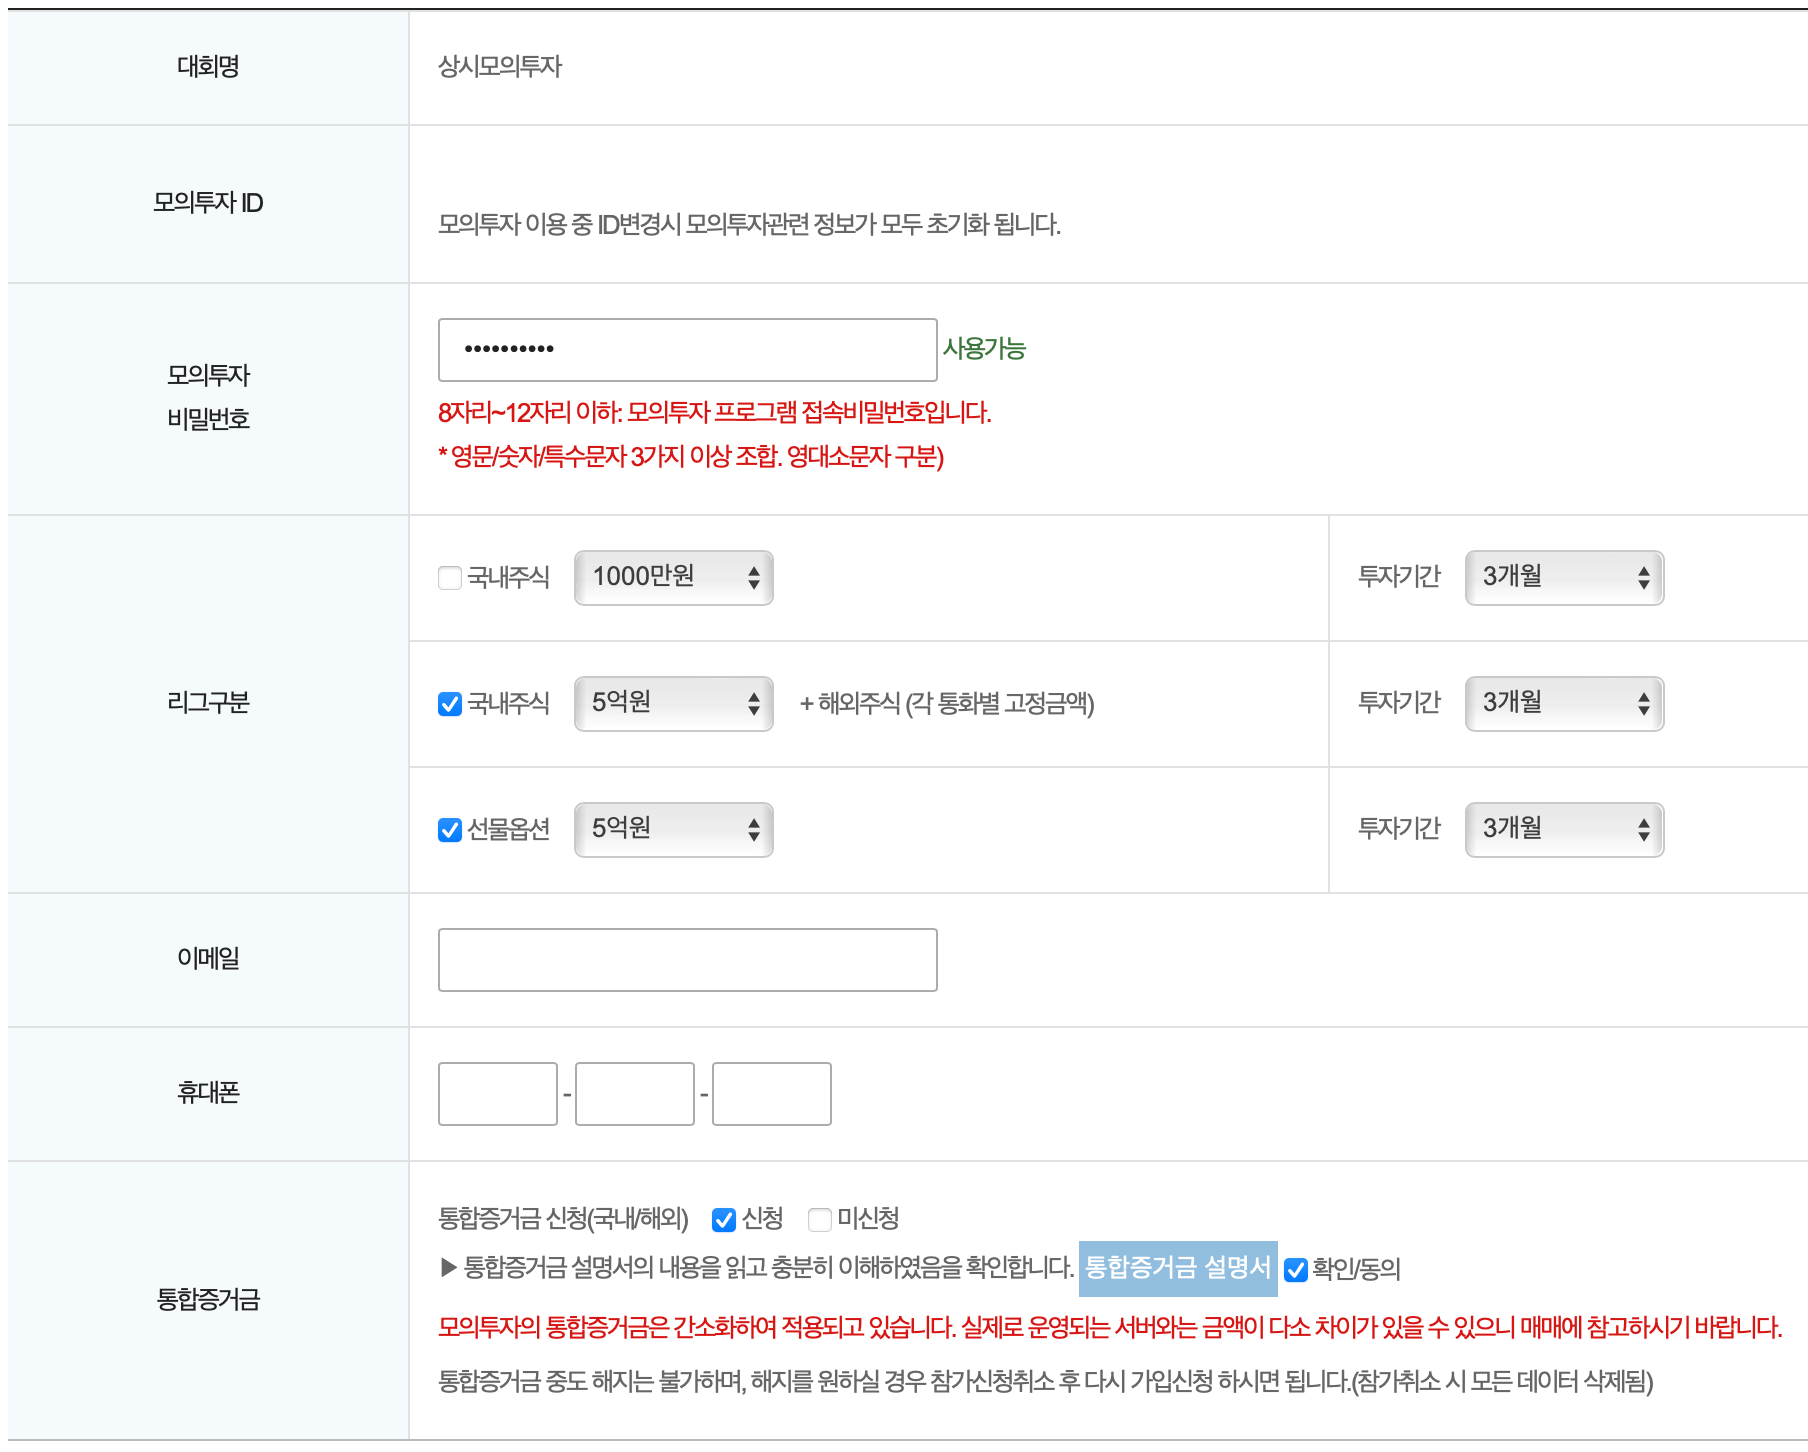 대회명
상시모의투자
모의투자 ID
모의투자 이용 중 ID변경시 모의투자관련 정보가 모두 초기화 됩니다.
모의투자
비밀번호
•••••••••• 사용가능
8자리~12자리 이하: 모의투자 프로그램 접속비밀번호입니다.
* 영문/숫자/특수문자 3가지 이상 조합. 영대소문자 구분)
리그구분
국내주식 1000만원 투자기간 3개월
국내주식 5억원 + 해외주식 (각 통화별 고정금액) 투자기간 3개월
선물옵션 5억원 투자기간 3개월
이메일
휴대폰
- -
통합증거금
통합증거금 신청(국내/해외) 신청 미신청
▶ 통합증거금 설명서의 내용을 읽고 충분히 이해하였음을 확인합니다. 통합증거금 설명서 확인/동의
모의투자의 통합증거금은 간소화하여 적용되고 있습니다. 실제로 운영되는 서버와는 금액이 다소 차이가 있을 수 있으니 매매에 참고하시기 바랍니다.
통합증거금 중도 해지는 불가하며, 해지를 원하실 경우 참가신청취소 후 다시 가입신청 하시면 됩니다.(참가취소 시 모든 데이터 삭제됨)